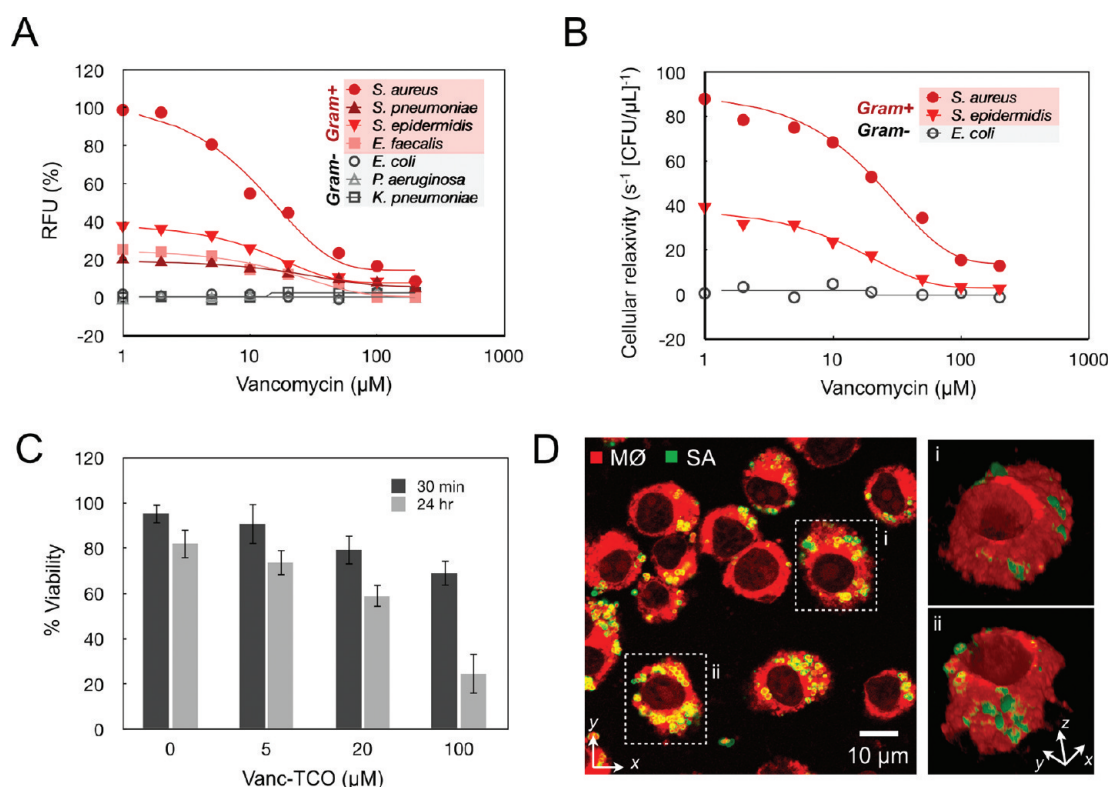 A
120
100
80
60
40
20
0
-20
RFU (%)
1
10
100
1000
Vancomycin (µM)
Gram+
Gram-
S. aureus
S. pneumoniae
S. epidermidis
E. faecalis
E. coli
P. aeruginosa
K. pneumoniae
B
100
80
60
40
20
0
-20
Cellular relaxivity (s⁻¹ [CFU/µL]⁻¹)
1
10
100
1000
Vancomycin (µM)
Gram+
Gram-
S. aureus
S. epidermidis
E. coli
C
120
100
80
60
40
20
0
% Viability
30 min
24 hr
0
5
20
100
Vanc-TCO (µM)
D
MØ
SA
i
ii
y
x
10 µm
i
ii
z
y
x